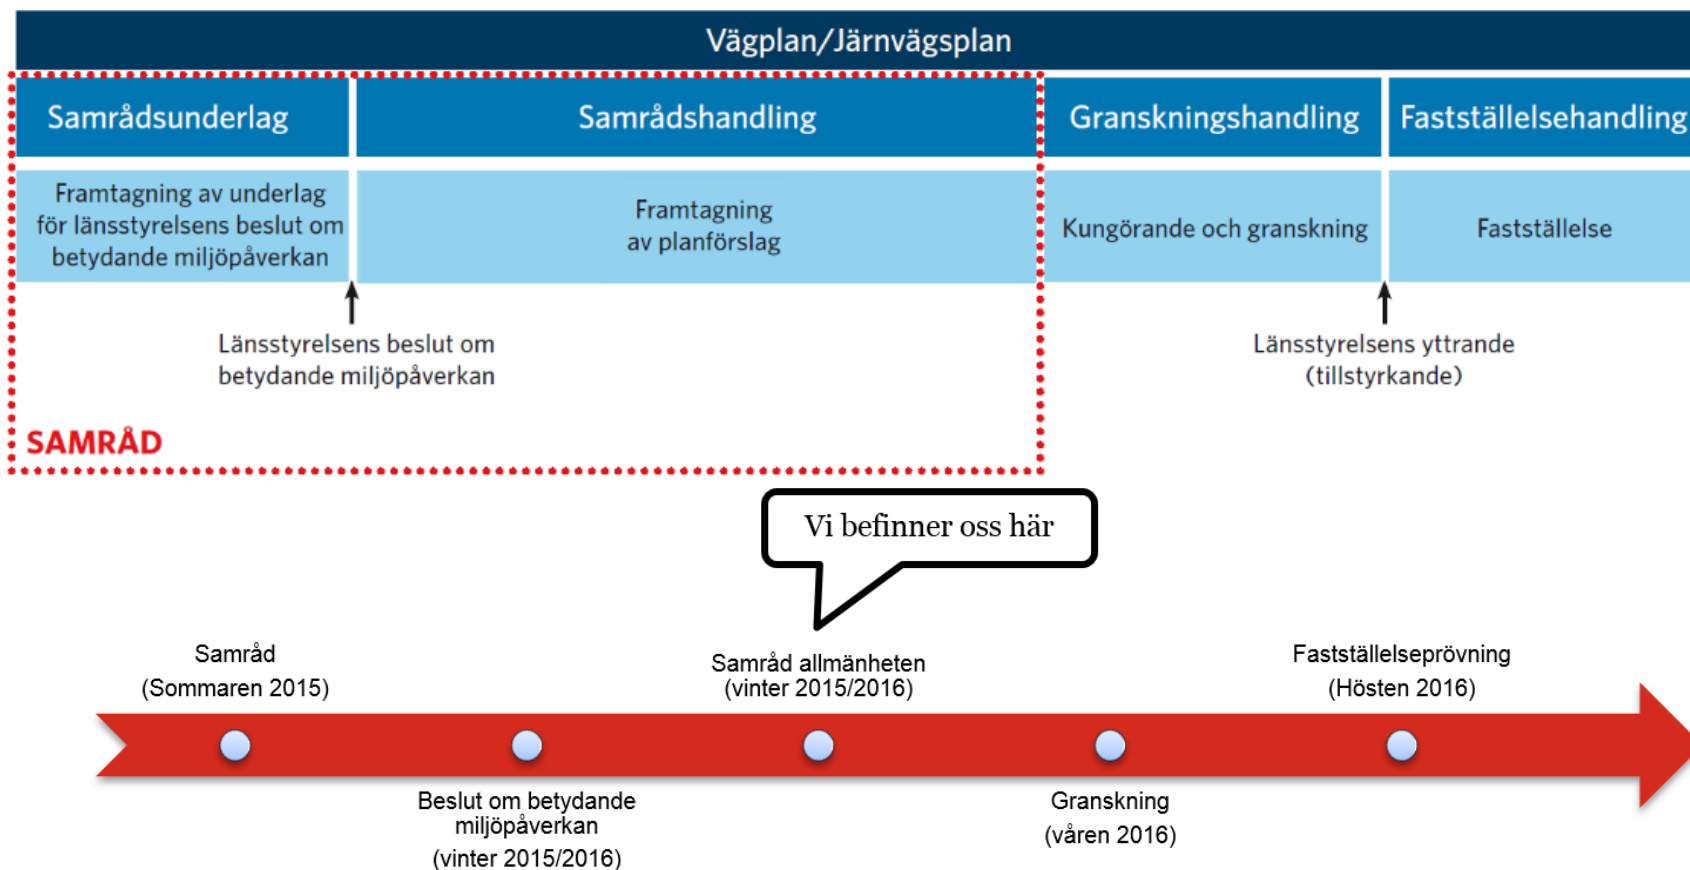 Vägplan/Järnvägsplan
Samrådsunderlag
Samrådshandling
Granskningshandling
Fastställelsehandling
Framtagning av underlag
för länsstyrelsens beslut om
betydande miljöpåverkan
Framtagning
av planförslag
Kungörande och granskning
Fastställelse
Länsstyrelsens beslut om
betydande miljöpåverkan
Länsstyrelsens yttrande
(tillstyrkande)
SAMRÅD
Vi befinner oss här
Samråd
(Sommaren 2015)
Samråd allmänheten
(vinter 2015/2016)
Fastställelseprövning
(Hösten 2016)
Beslut om betydande
miljöpåverkan
(vinter 2015/2016)
Granskning
(våren 2016)